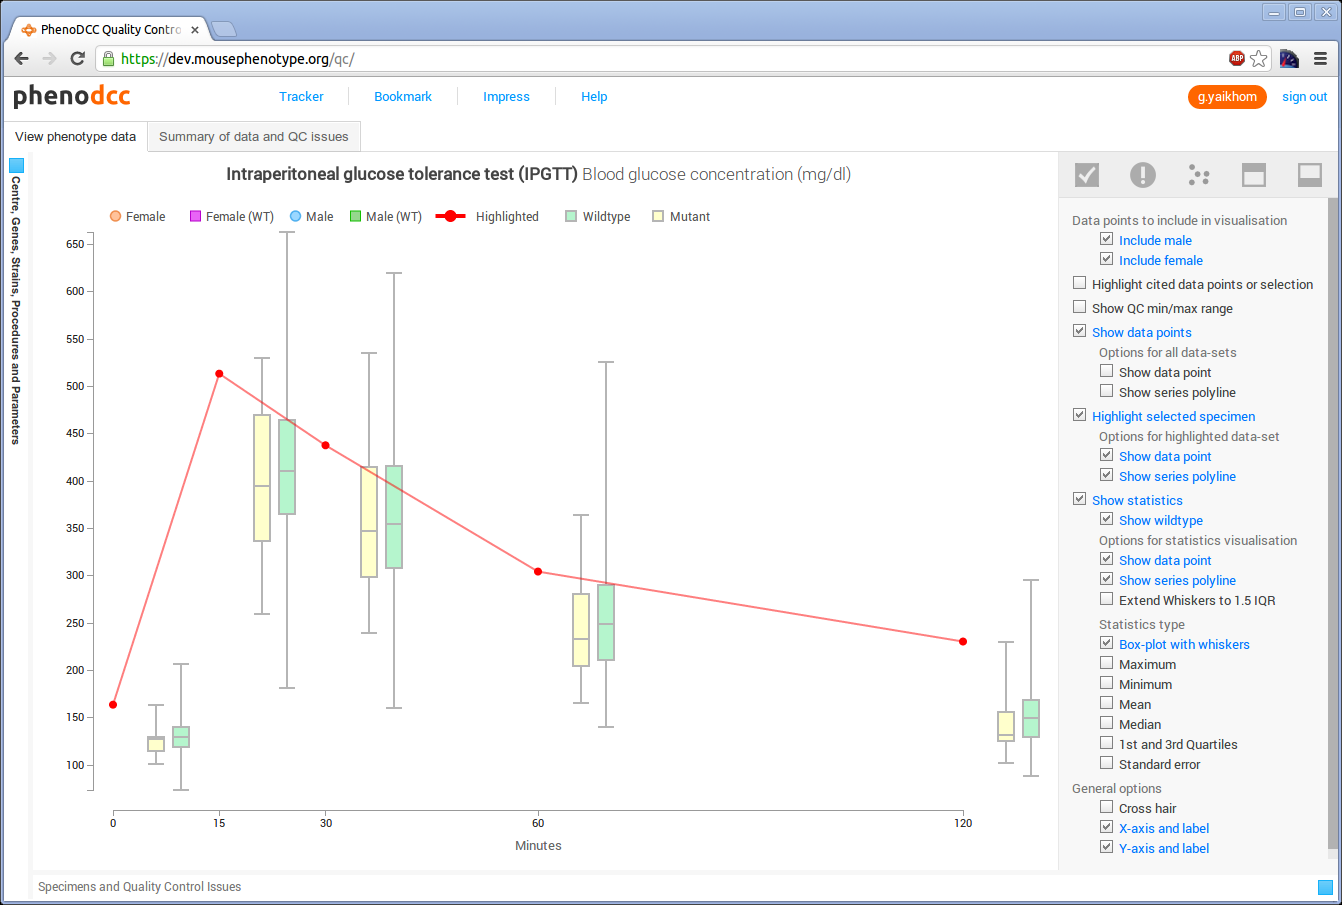 PhenoDCC Quality Contro
https://dev.mousephenotype.org/qc/
ABP
phenodcc
Tracker
Bookmark
Impress
Help
g.yaikhom
sign out
View phenotype data
Summary of data and QC issues
Centre, Genes, Strains, Procedures and Parameters
Intraperitoneal glucose tolerance test (IPGTT) Blood glucose concentration (mg/dl)
Female
Female (WT)
Male
Male (WT)
Highlighted
Wildtype
Mutant
650
600
550
500
450
400
350
300
250
200
150
100
0
15
30
60
120
Minutes
Data points to include in visualisation
Include male
Include female
Highlight cited data points or selection
Show QC min/max range
Show data points
Options for all data-sets
Show data point
Show series polyline
Highlight selected specimen
Options for highlighted data-set
Show data point
Show series polyline
Show statistics
Show wildtype
Options for statistics visualisation
Show data point
Show series polyline
Extend Whiskers to 1.5 IQR
Statistics type
Box-plot with whiskers
Maximum
Minimum
Mean
Median
1st and 3rd Quartiles
Standard error
General options
Cross hair
X-axis and label
Y-axis and label
Specimens and Quality Control Issues